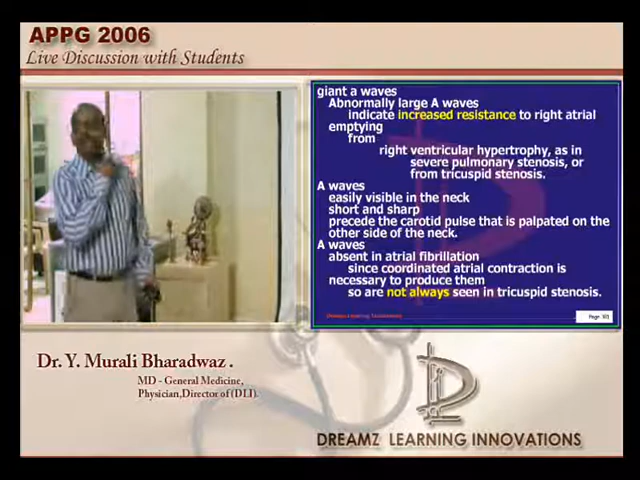 APPG 2006
Live Discussion with Students
giant a waves
Abnormally large A waves
indicate increased resistance to right atrial
emptying
from
right ventricular hypertrophy, as in
severe pulmonary stenosis, or
from tricuspid stenosis.
A waves
easily visible in the neck
short and sharp
precede the carotid pulse that is palpated on the
other side of the neck.
A waves
absent in atrial fibrillation
since coordinated atrial contraction is
necessary to produce them
so are not always seen in tricuspid stenosis.
Dreamz Learning Innovations
Dr. Y. Murali Bharadwaz .
MD - General Medicine,
Physician,Director of (DLI).
DREAMZ LEARNING INNOVATIONS